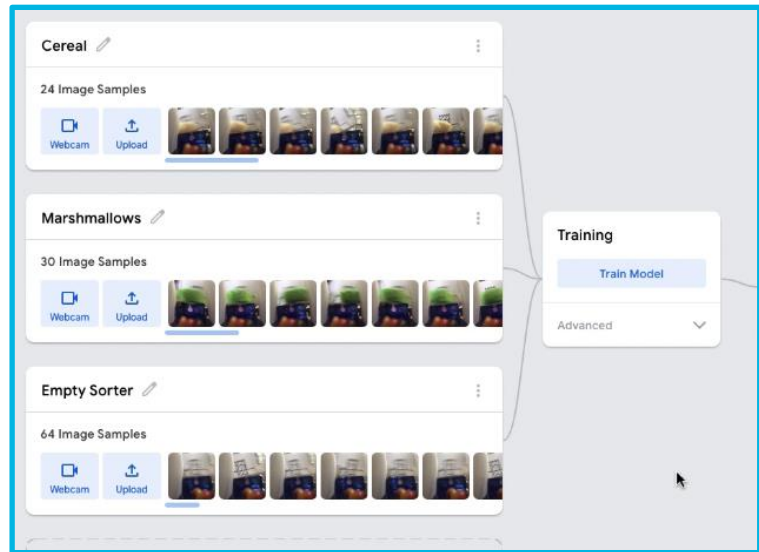 Cereal
24 Image Samples
Webcam Upload
Marshmallows
30 Image Samples
Webcam Upload
Training
Train Model
Advanced
Empty Sorter
64 Image Samples
Webcam Upload